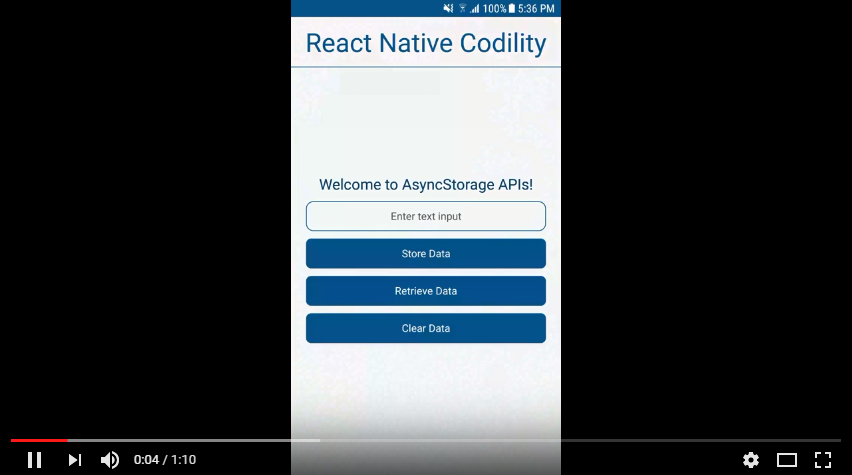 100% 5:36 PM
React Native Codility
Welcome to AsyncStorage APIs!
Enter text input
Store Data
Retrieve Data
Clear Data
0:04 / 1:10